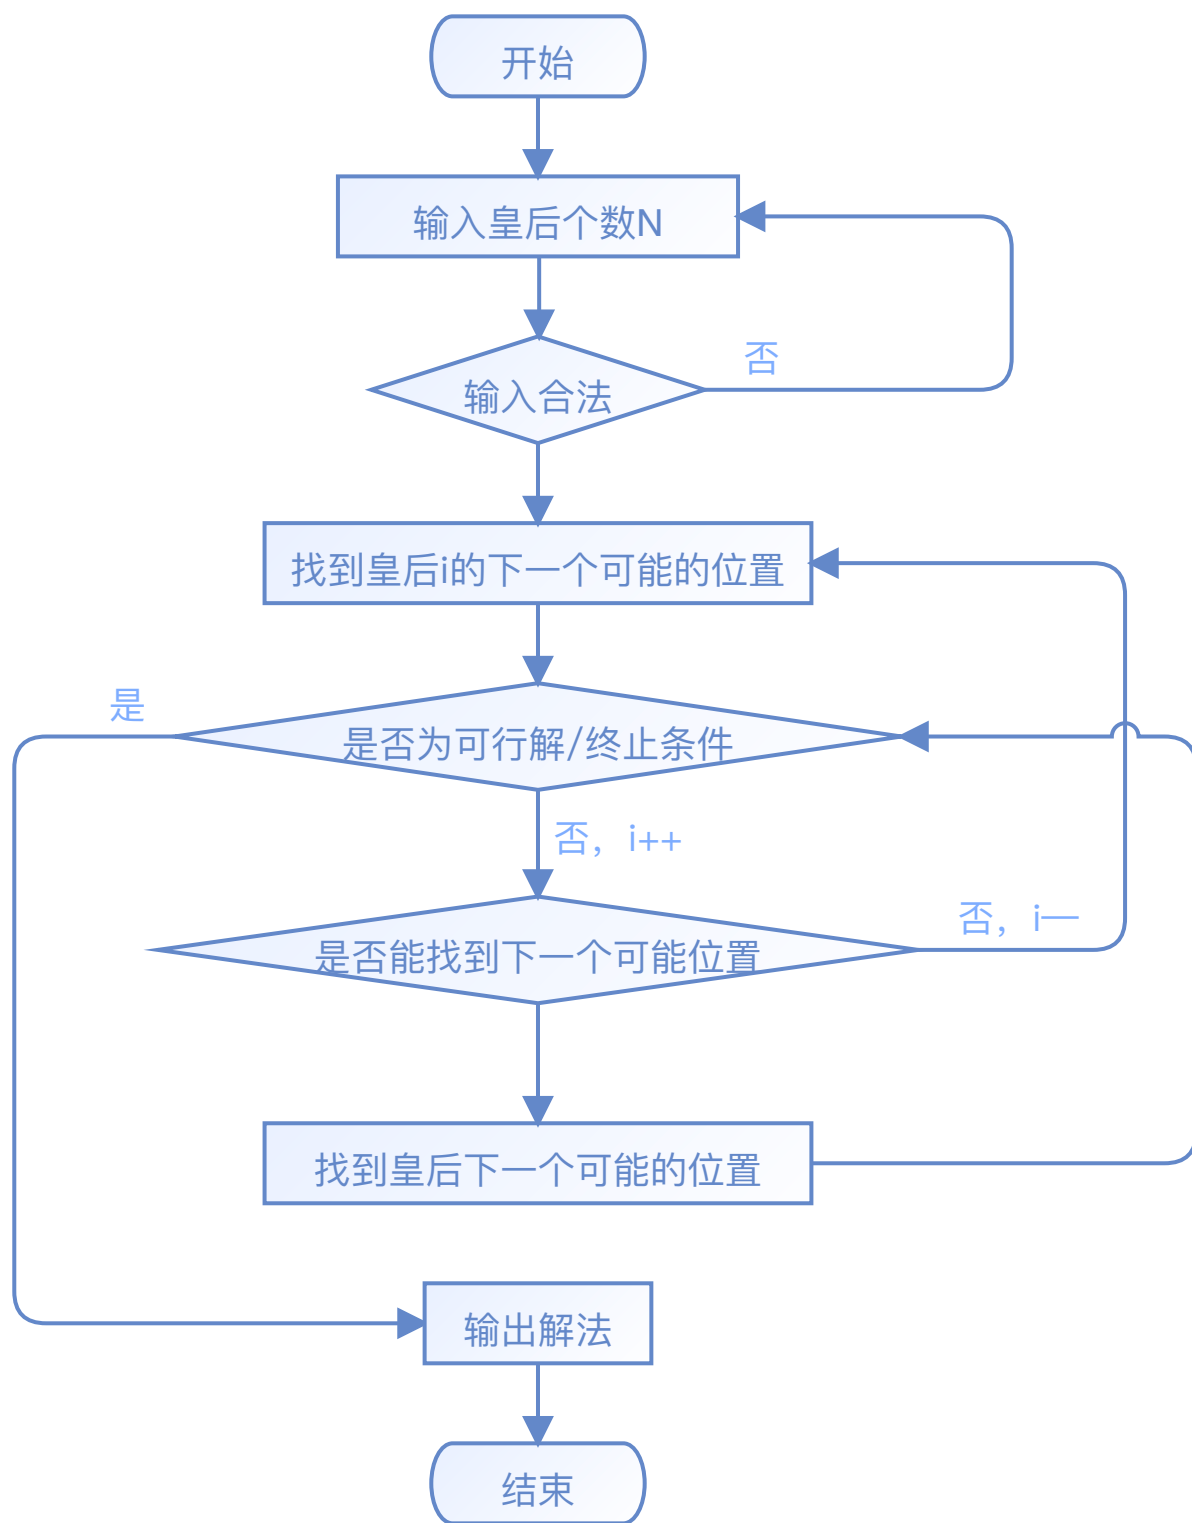 开始
输入皇后个数N
否
输入合法
找到皇后i的下一个可能的位置
是
是否为可行解/终止条件
否，i++
否，i—
是否能找到下一个可能位置
找到皇后下一个可能的位置
输出解法
结束